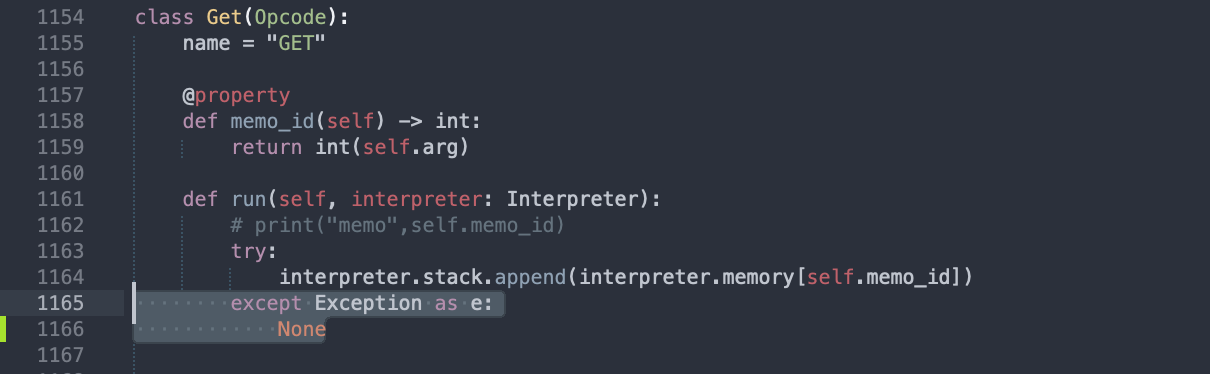 1154 class Get(Opcode):
1155     name = "GET"
1156
1157     @property
1158     def memo_id(self) -> int:
1159         return int(self.arg)
1160
1161     def run(self, interpreter: Interpreter):
1162         # print("memo",self.memo_id)
1163         try:
1164             interpreter.stack.append(interpreter.memory[self.memo_id])
1165         except Exception as e:
1166             None
1167